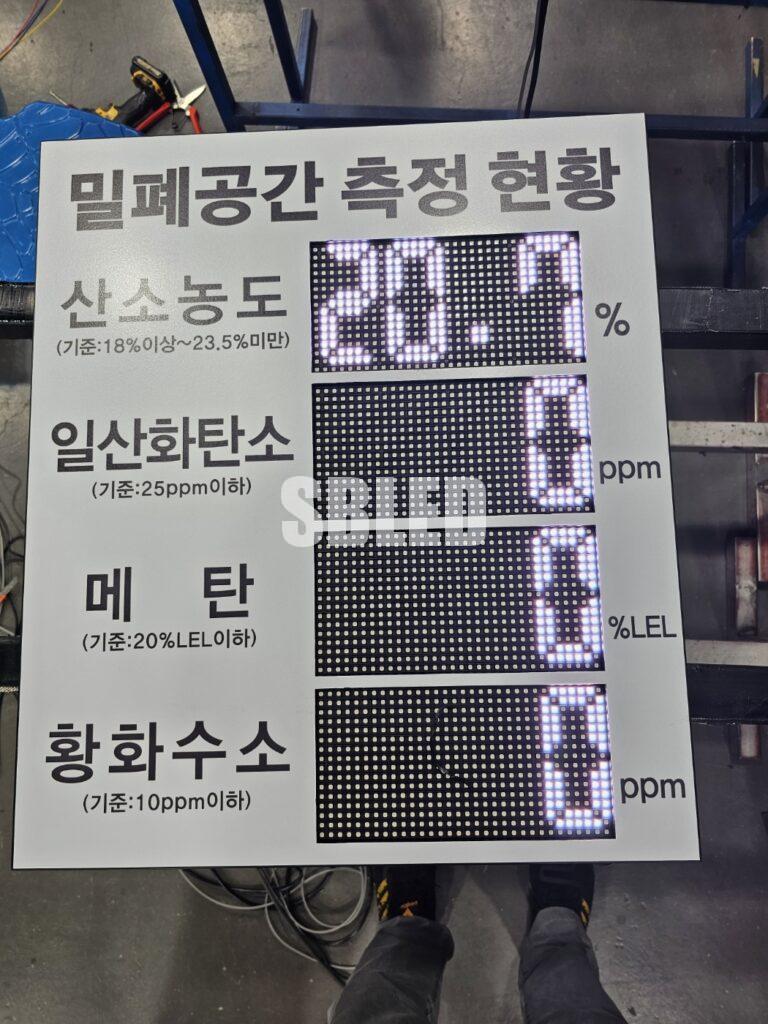 밀폐공간 측정 현황
산소농도 20.7 %
(기준:18%이상~23.5%미만)
일산화탄소 0 ppm
(기준:25ppm이하)
SBLED
메 탄 0 %LEL
(기준:20%LEL이하)
황화수소 0 ppm
(기준:10ppm이하)